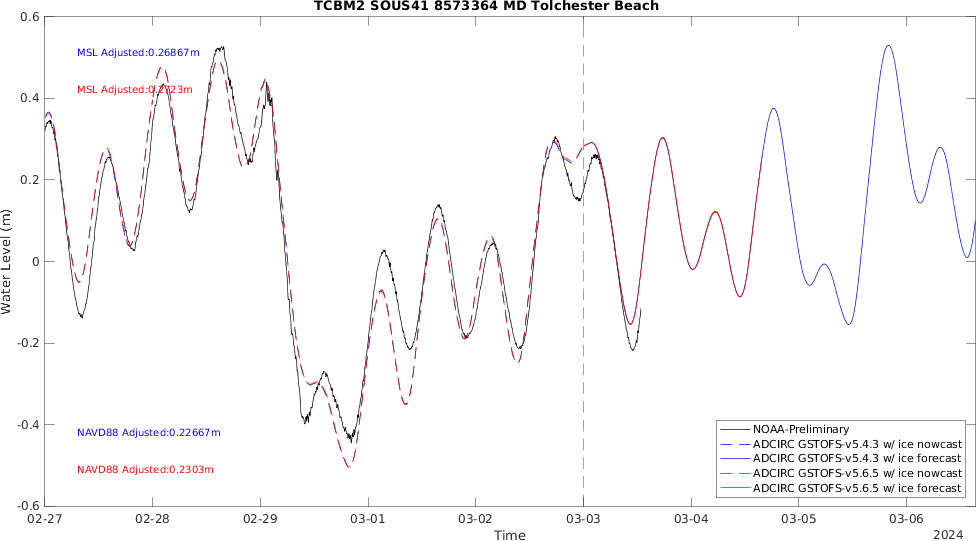 TCBM2 SOUS41 8573364 MD Tolchester Beach
0.6
0.4
0.2
0
-0.2
-0.4
-0.6
Water Level (m)
MSL Adjusted:0.26867m
MSL Adjusted:0.2723m
NAVD88 Adjusted:0.22667m
NAVD88 Adjusted:0.2303m
NOAA-Preliminary
ADCIRC GSTOFS-v5.4.3 w/ ice nowcast
ADCIRC GSTOFS-v5.4.3 w/ ice forecast
ADCIRC GSTOFS-v5.6.5 w/ ice nowcast
ADCIRC GSTOFS-v5.6.5 w/ ice forecast
02-27 02-28 02-29 03-01 03-02 03-03 03-04 03-05 03-06
Time
2024